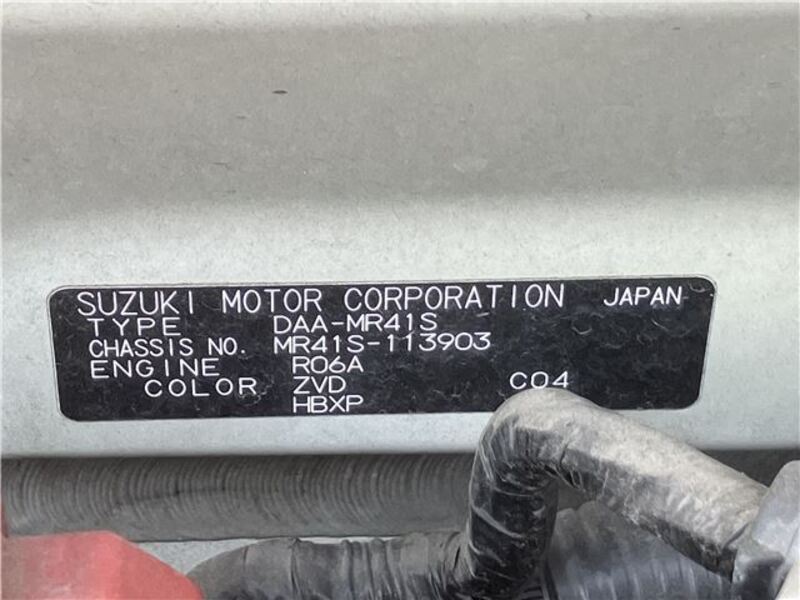 SUZUKI MOTOR CORPORATION JAPAN
TYPE DAA-MR41S
CHASSIS NO. MR41S-113903
ENGINE R06A
COLOR ZVD C04
HBXP